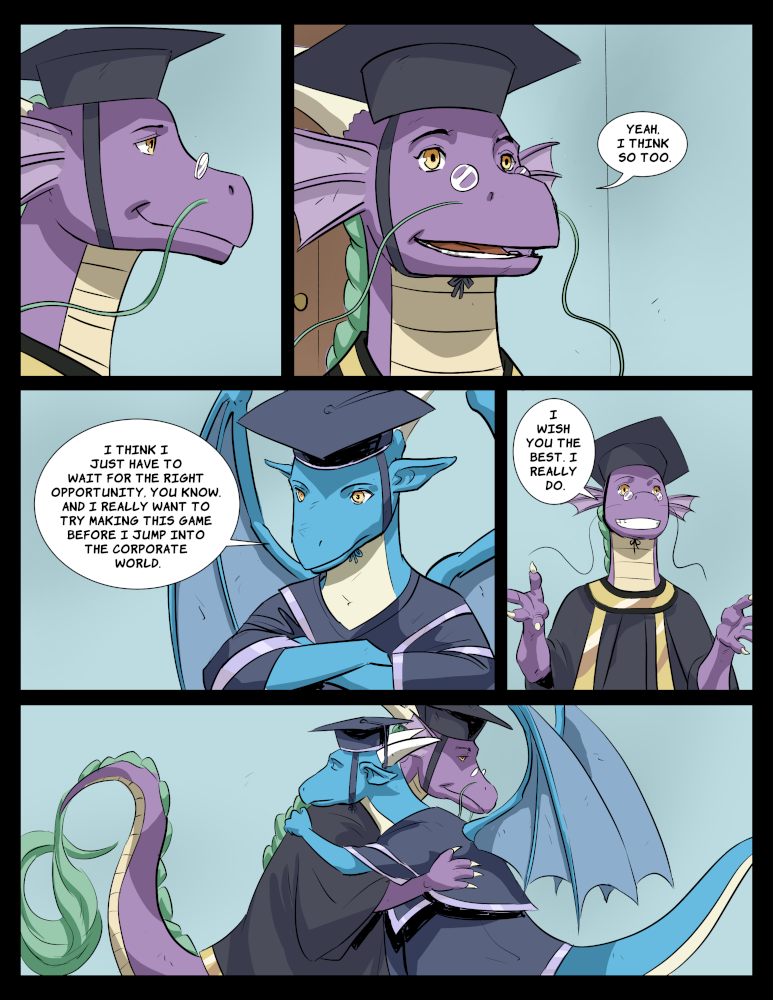 YEAH.
I THINK
SO TOO.
I THINK I
JUST HAVE TO
WAIT FOR THE RIGHT
OPPORTUNITY, YOU KNOW.
AND I REALLY WANT TO
TRY MAKING THIS GAME
BEFORE I JUMP INTO
THE CORPORATE
WORLD.
I
WISH
YOU THE
BEST. I
REALLY
DO.